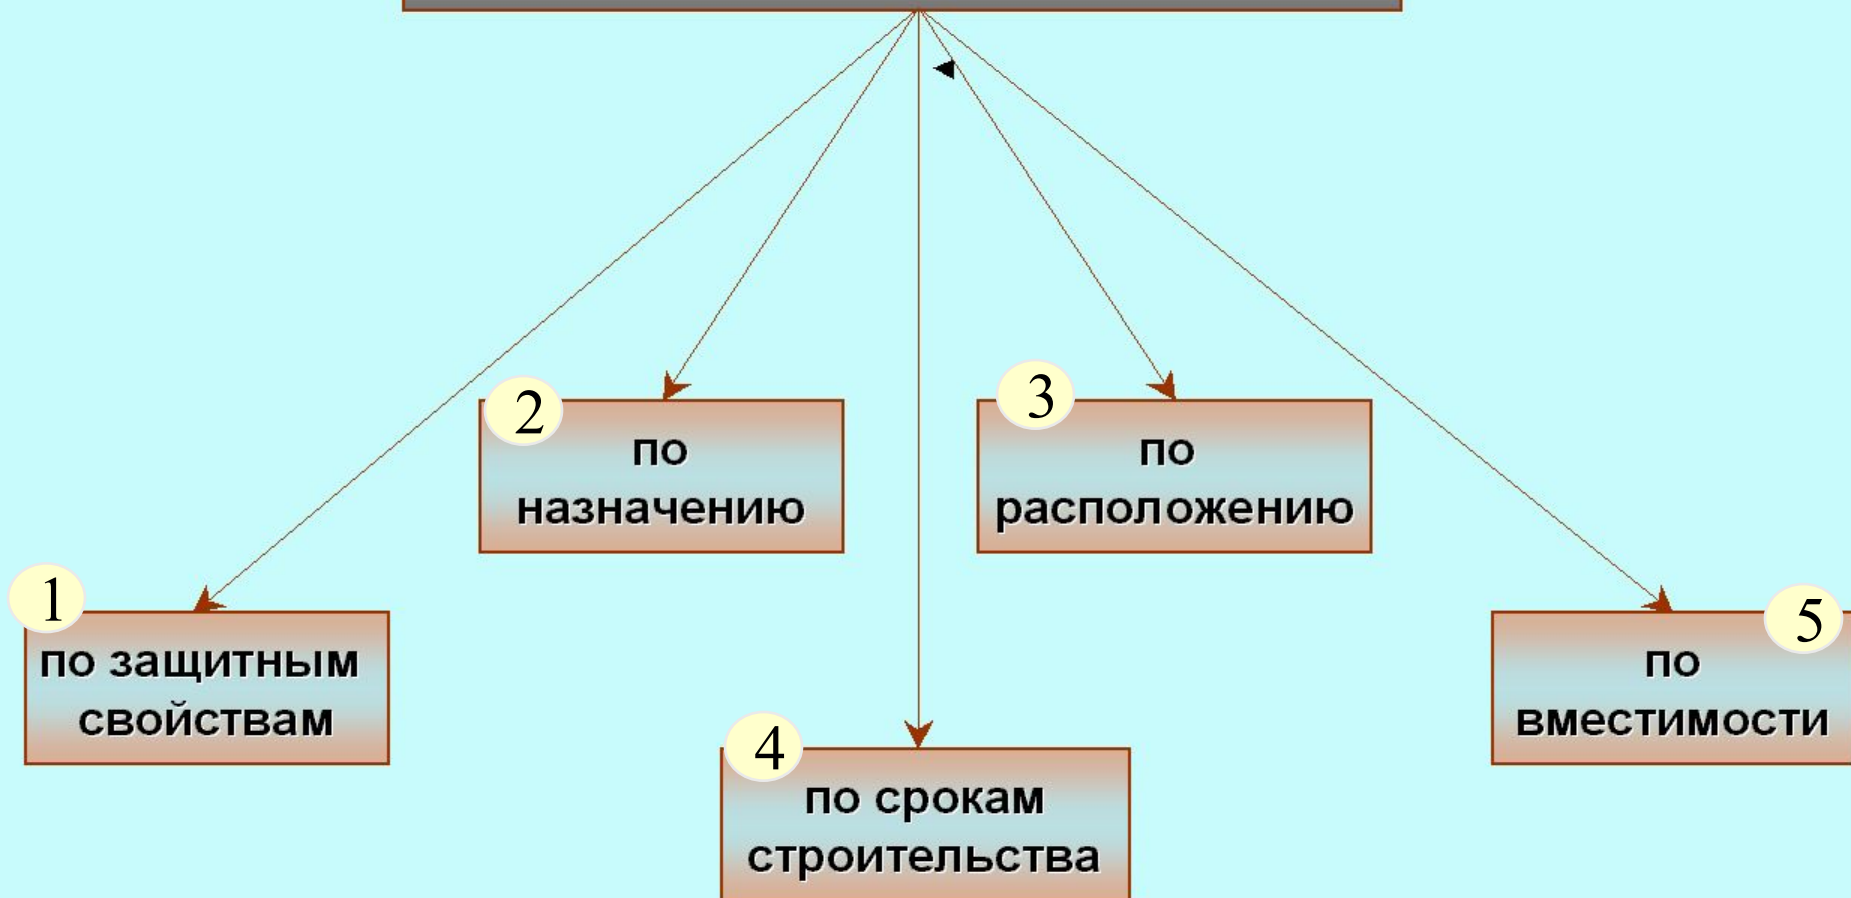 1
по защитным
свойствам
2
по
назначению
3
по
расположению
4
по срокам
строительства
5
по
вместимости